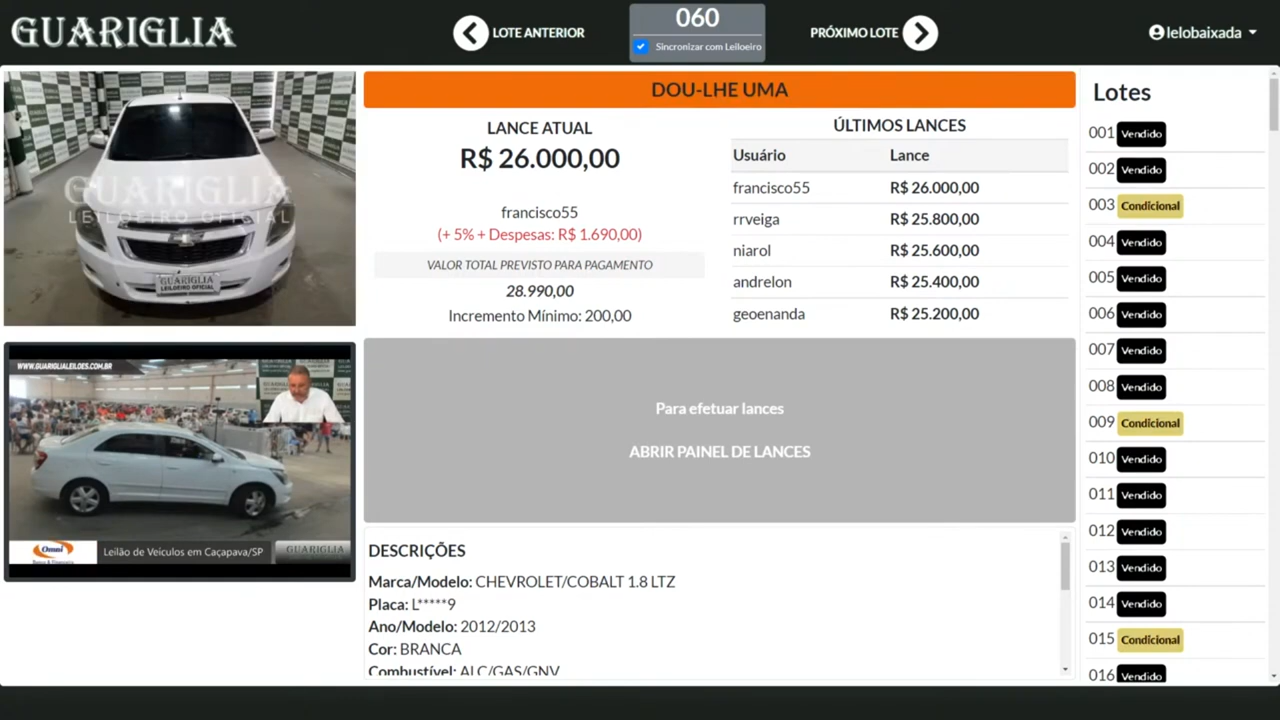 GUARIGLIA
LOTE ANTERIOR
060
Sincronizar com Leiloeiro
PRÓXIMO LOTE
lelobaixada
GUARIGLIA
LEILOEIRO OFICIAL
GUARIGLIA
LEILOEIRO OFICIAL
WWW.GUARIGLIALEILOES.COM.BR
GUARIGLIA
Omni
Banco & Financeira
Leilão de Veículos em Caçapava/SP
GUARIGLIA
DOU-LHE UMA
LANCE ATUAL
R$ 26.000,00
francisco55
(+ 5% + Despesas: R$ 1.690,00)
VALOR TOTAL PREVISTO PARA PAGAMENTO
28.990,00
Incremento Mínimo: 200,00
ÚLTIMOS LANCES
Usuário Lance
francisco55 R$ 26.000,00
rrveiga R$ 25.800,00
niarol R$ 25.600,00
andrelon R$ 25.400,00
geoenanda R$ 25.200,00
Para efetuar lances
ABRIR PAINEL DE LANCES
DESCRIÇÕES
Marca/Modelo: CHEVROLET/COBALT 1.8 LTZ
Placa: L*****9
Ano/Modelo: 2012/2013
Cor: BRANCA
Combustível: ALC/GAS/GNV
Lotes
001 Vendido
002 Vendido
003 Condicional
004 Vendido
005 Vendido
006 Vendido
007 Vendido
008 Vendido
009 Condicional
010 Vendido
011 Vendido
012 Vendido
013 Vendido
014 Vendido
015 Condicional
016 Vendido